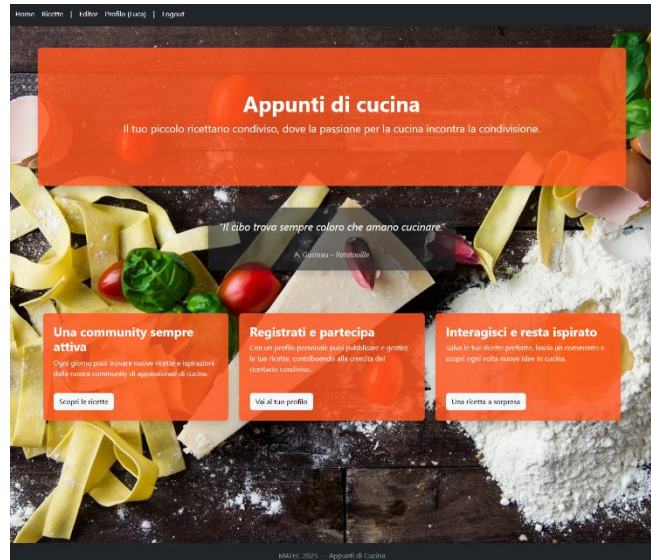 Home Ricette | Editor Profilo (Luca) | Logout
Appunti di cucina
Il tuo piccolo ricettario condiviso, dove la passione per la cucina incontra la condivisione.
"Il cibo trova sempre coloro che amano cucinare."
A. Gusteau – Ratatouille
Una community sempre
attiva
Ogni giorno puoi trovare nuove ricette e ispirazioni
dalla nostra community di appassionati di cucina.
Scopri le ricette
Registrati e partecipa
Con un profilo personale puoi pubblicare e gestire
le tue ricette, contribuendo alla crescita del
ricettario condiviso.
Vai al tuo profilo
Interagisci e resta ispirato
Salva le tue ricette preferite, lascia un commento e
scopri ogni volta nuove idee in cucina.
Una ricetta a sorpresa
2025 — Appunti di Cucina